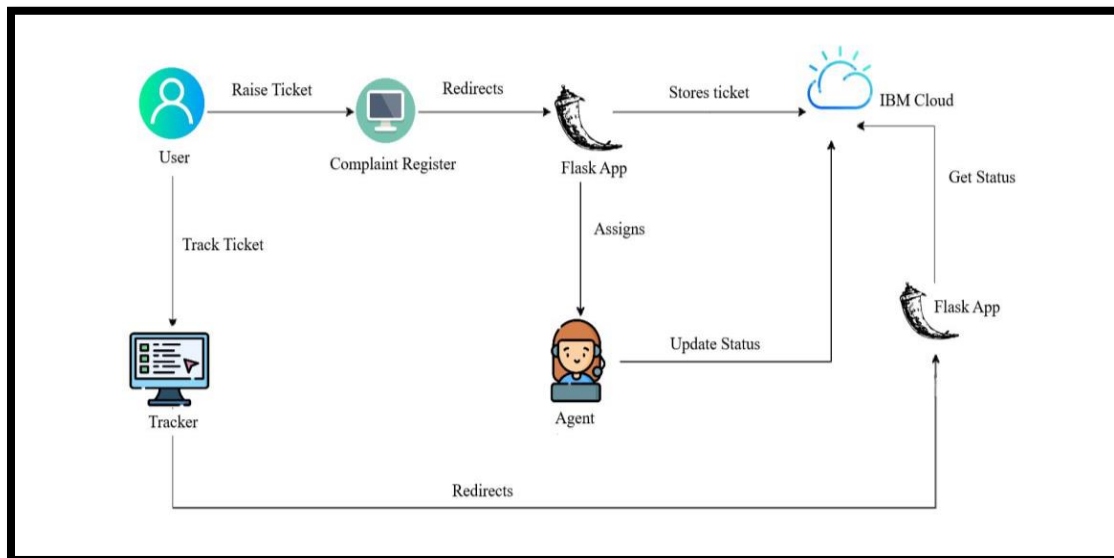 Raise Ticket
Redirects
Stores ticket
IBM Cloud
User
Complaint Register
Flask App
Get Status
Track Ticket
Assigns
Flask App
Update Status
Tracker
Agent
Redirects